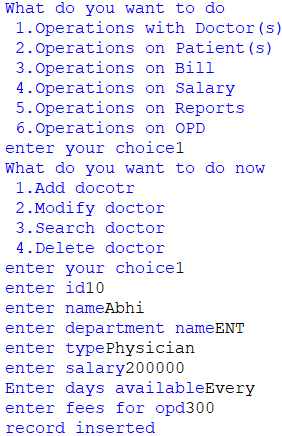 What do you want to do
1.Operations with Doctor(s)
2.Operations on Patient(s)
3.Operations on Bill
4.Operations on Salary
5.Operations on Reports
6.Operations on OPD
enter your choice1
What do you want to do now
1.Add docotr
2.Modify doctor
3.Search doctor
4.Delete doctor
enter your choice1
enter id10
enter nameAbhi
enter department nameENT
enter typePhysician
enter salary200000
Enter days availableEvery
enter fees for opd300
record inserted